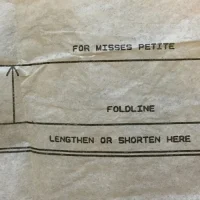 FOR MISSES PETITE
FOLDLINE
LENGTHEN OR SHORTEN HERE